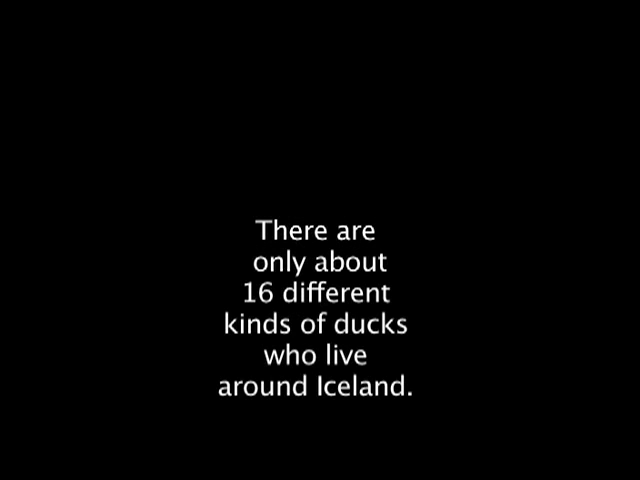 There are
only about
16 different
kinds of ducks
who live
around Iceland.